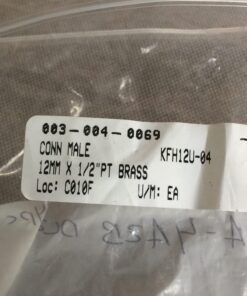 003-004-0069
CONN MALE KFH12U-04
12MM X 1/2"PT BRASS
Loc: C010F U/M: EA